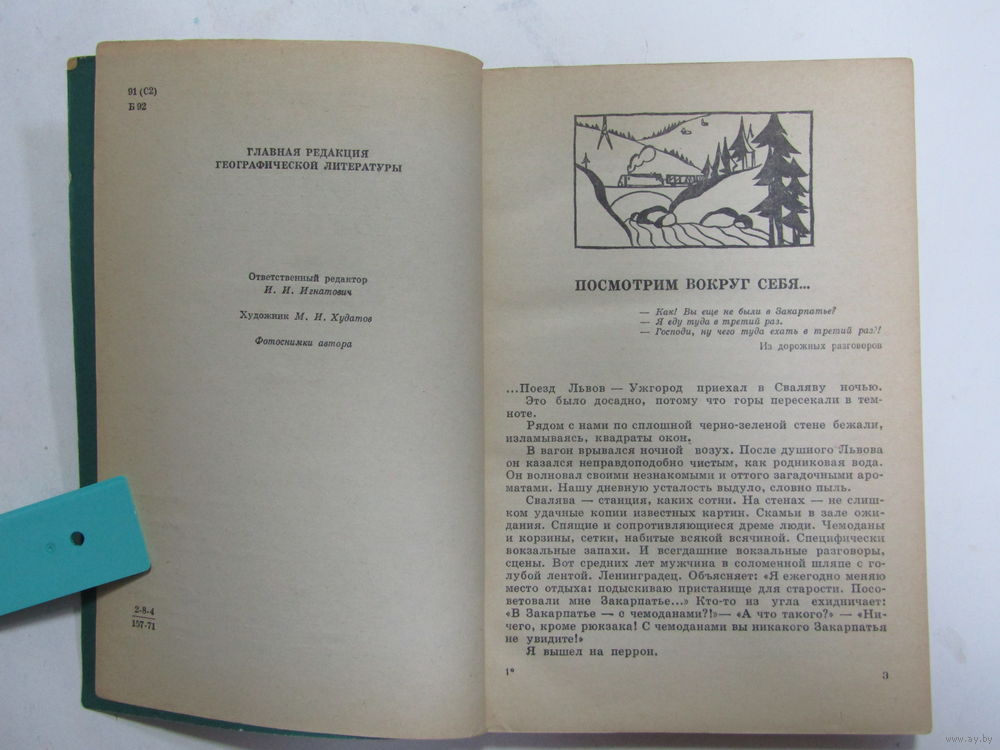 91 (С2)
Б 92
ГЛАВНАЯ РЕДАКЦИЯ
ГЕОГРАФИЧЕСКОЙ ЛИТЕРАТУРЫ
Ответственный редактор
И. И. Игнатович
Художник М. И. Худатов
Фотоснимки автора
2-8-4
157-71
ПОСМОТРИМ ВОКРУГ СЕБЯ...
— Как! Вы еще не были в Закарпатье?
— Я еду туда в третий раз.
— Господи, ну чего туда ехать в третий раз?!
Из дорожных разговоров
...Поезд Львов — Ужгород приехал в Сваляву ночью.
Это было досадно, потому что горы пересекали в тем-
ноте.
Рядом с нами по сплошной черно-зеленой стене бежали,
изламываясь, квадраты окон.
В вагон врывался ночной возух. После душного Львова
он казался неправдоподобно чистым, как родниковая вода.
Он волновал своими незнакомыми и оттого загадочными аро-
матами. Нашу дневную усталость выдуло, словно пыль.
Свалява — станция, каких сотни. На стенах — не слиш-
ком удачные копии известных картин. Скамьи в зале ожи-
дания. Спящие и сопротивляющиеся дреме люди. Чемоданы
и корзины, сетки, набитые всякой всячиной. Специфически
вокзальные запахи. И всегдашние вокзальные разговоры,
сцены. Вот средних лет мужчина в соломенной шляпе с го-
лубой лентой. Ленинградец. Объясняет: «Я ежегодно меняю
место отдыха: подыскиваю пристанище для старости. Посо-
ветовали мне Закарпатье...» Кто-то из угла ехидничает:
«В Закарпатье — с чемоданами?!»— «А что такого?» — «Ни-
чего, кроме рюкзака! С чемоданами вы никакого Закарпатья
не увидите!»
Я вышел на перрон.
1*
3
www.ay.by